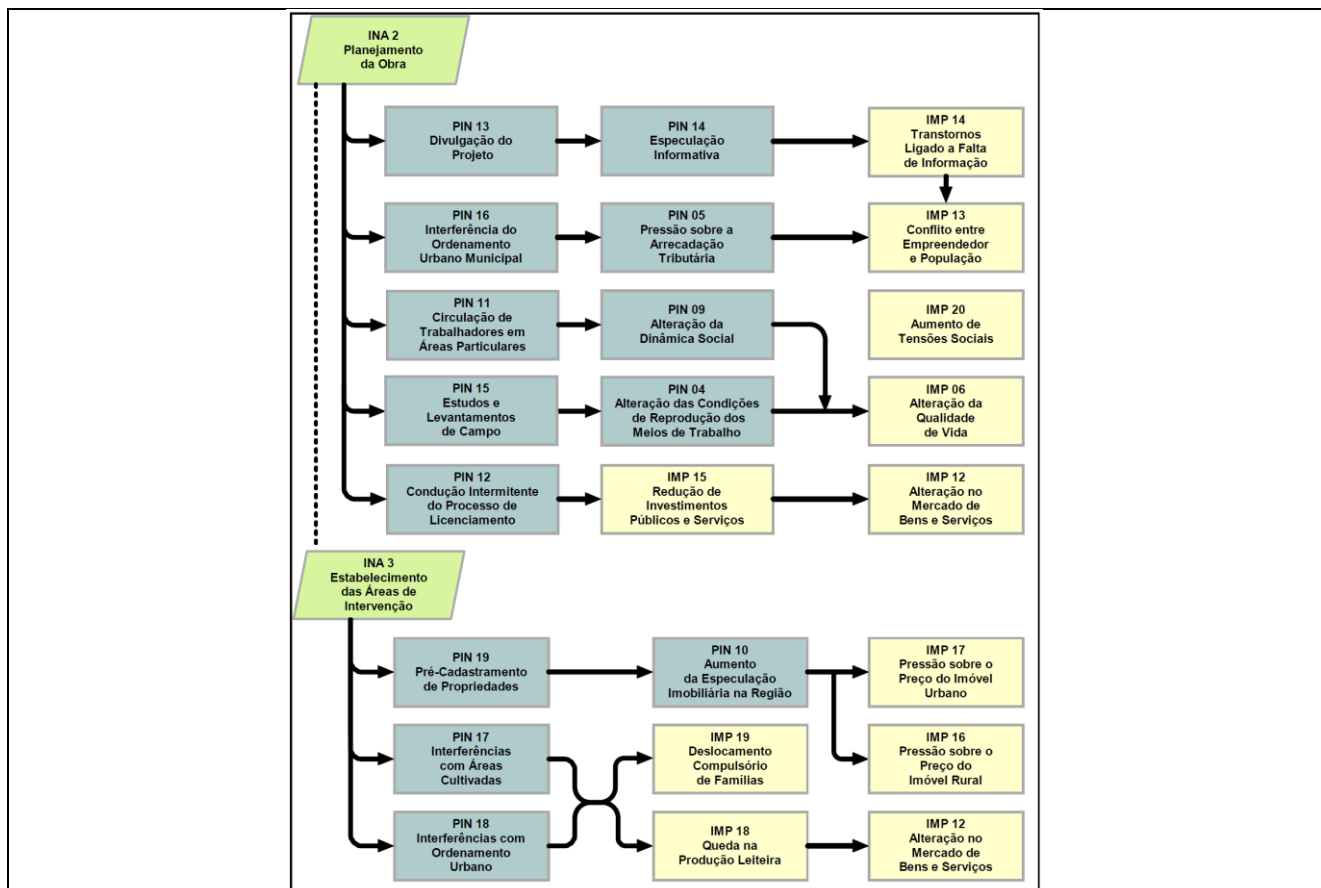 INA 2
Planejamento
da Obra
PIN 13
Divulgação do
Projeto
PIN 14
Especulação
Informativa
IMP 14
Transtornos
Ligado a Falta
de Informação
PIN 16
Interferência do
Ordenamento
Urbano Municipal
PIN 05
Pressão sobre a
Arrecadação
Tributária
IMP 13
Conflito entre
Empreendedor
e População
PIN 11
Circulação de
Trabalhadores em
Áreas Particulares
PIN 09
Alteração da
Dinâmica Social
IMP 20
Aumento de
Tensões Sociais
PIN 15
Estudos e
Levantamentos
de Campo
PIN 04
Alteração das Condições
de Reprodução dos
Meios de Trabalho
IMP 06
Alteração da
Qualidade
de Vida
PIN 12
Condução Intermitente
do Processo de
Licenciamento
IMP 15
Redução de
Investimentos
Públicos e Serviços
IMP 12
Alteração no
Mercado de
Bens e Serviços
INA 3
Estabelecimento
das Áreas de
Intervenção
PIN 19
Pré-Cadastramento
de Propriedades
PIN 10
Aumento
da Especulação
Imobiliária na Região
IMP 17
Pressão sobre o
Preço do Imóvel
Urbano
PIN 17
Interferências
com Áreas
Cultivadas
IMP 19
Deslocamento
Compulsório
de Famílias
IMP 16
Pressão sobre o
Preço do
Imóvel Rural
PIN 18
Interferências com
Ordenamento
Urbano
IMP 18
Queda na
Produção Leiteira
IMP 12
Alteração no
Mercado de
Bens e Serviços